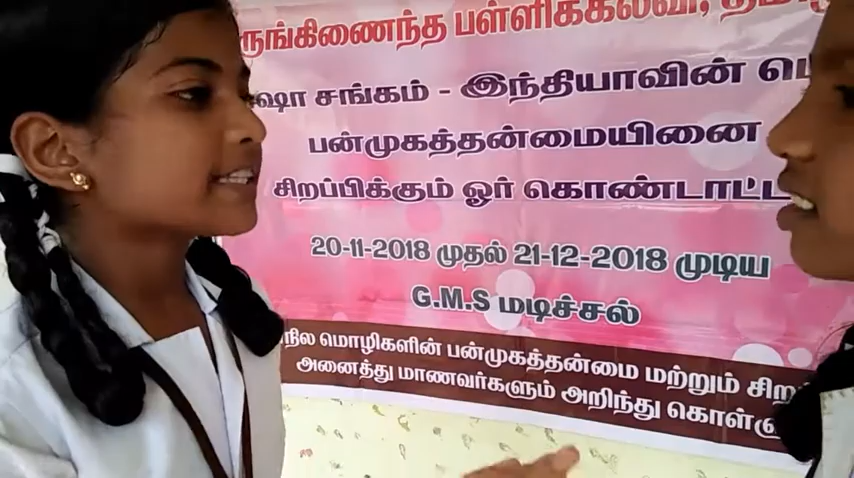 பள்ளிக்கல்வி,
சங்கம் - இந்தியாவின்
பன்முகத்தன்மையினை
சிறப்பிக்கும் ஓர் கொண்டாட்ட
20-11-2018 முதல் 21-12-2018 முடிய
G.M.S மடிச்சல்
மொழிகளின் பன்முகத்தன்மை மற்றும்
அனைத்து மாணவர்களும் அறிந்து